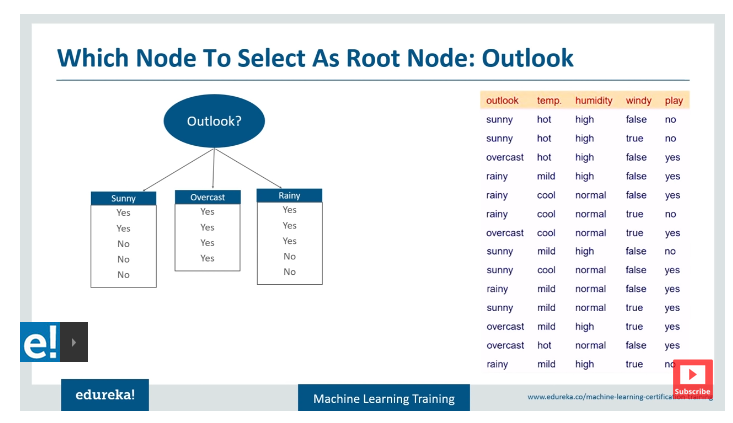 Which Node To Select As Root Node: Outlook
Outlook?
Sunny
Yes
Yes
No
No
No
Overcast
Yes
Yes
Yes
Yes
Rainy
Yes
Yes
Yes
No
No
outlook temp. humidity windy play
sunny hot high false no
sunny hot high true no
overcast hot high false yes
rainy mild high false yes
rainy cool normal false yes
rainy cool normal true no
overcast cool normal true yes
sunny mild high false no
sunny cool normal false yes
rainy mild normal false yes
sunny mild normal true yes
overcast mild high true yes
overcast hot normal false yes
rainy mild high true no
e!
Subscribe
edureka!
Machine Learning Training
www.edureka.co/machine-learning-certification-training